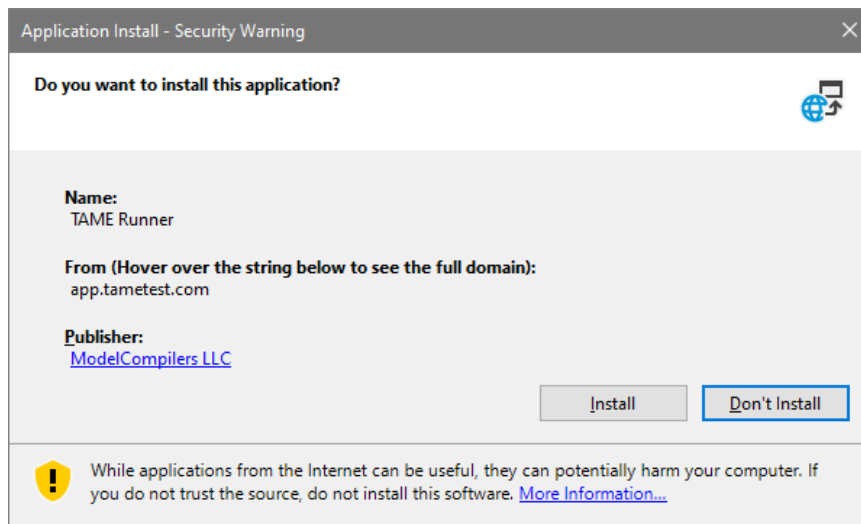 Application Install - Security Warning
Do you want to install this application?
Name:
TAME Runner
From (Hover over the string below to see the full domain):
app.tametest.com
Publisher:
ModelCompilers LLC
Install
Don't Install
While applications from the Internet can be useful, they can potentially harm your computer. If
you do not trust the source, do not install this software. More Information...